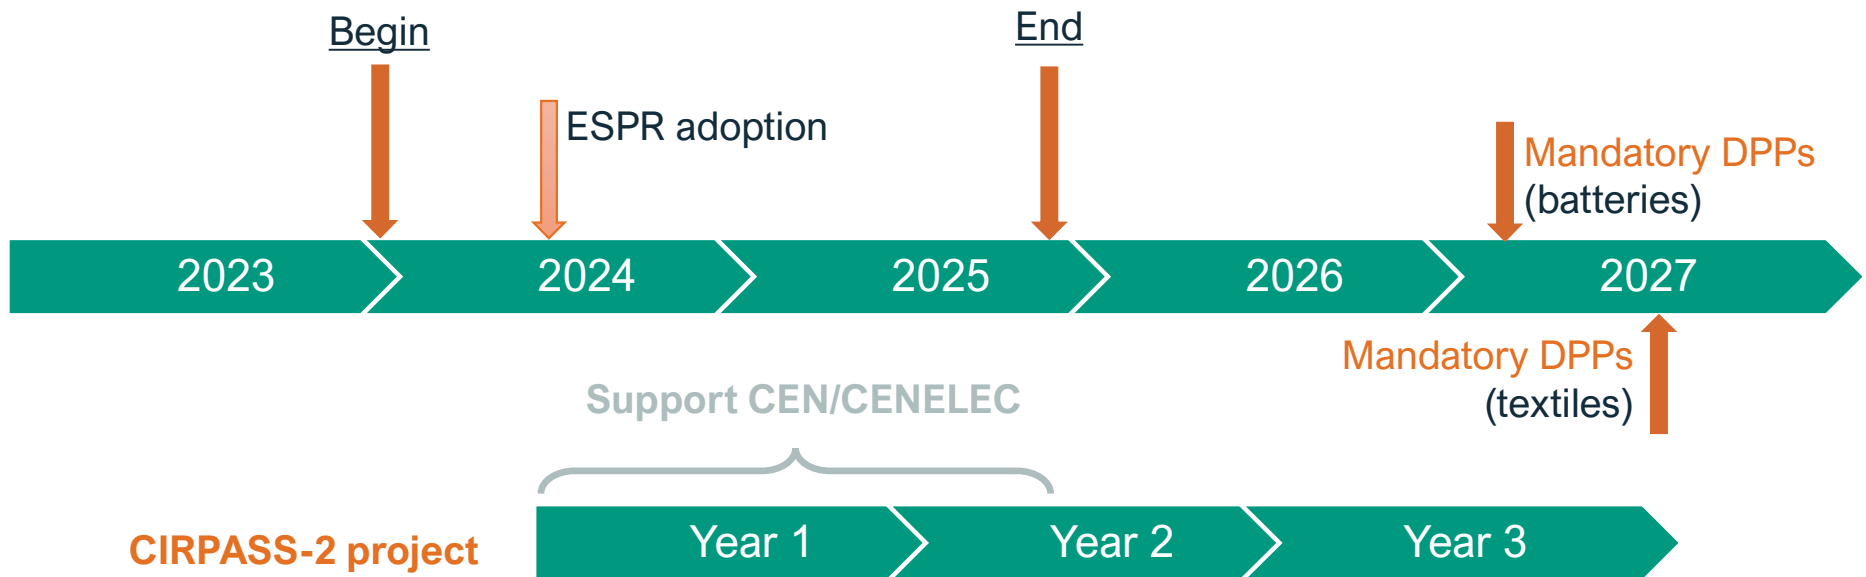 Begin
End
ESPR adoption
Mandatory DPPs
(batteries)
2023
2024
2025
2026
2027
Mandatory DPPs
(textiles)
Support CEN/CENELEC
CIRPASS-2 project
Year 1
Year 2
Year 3